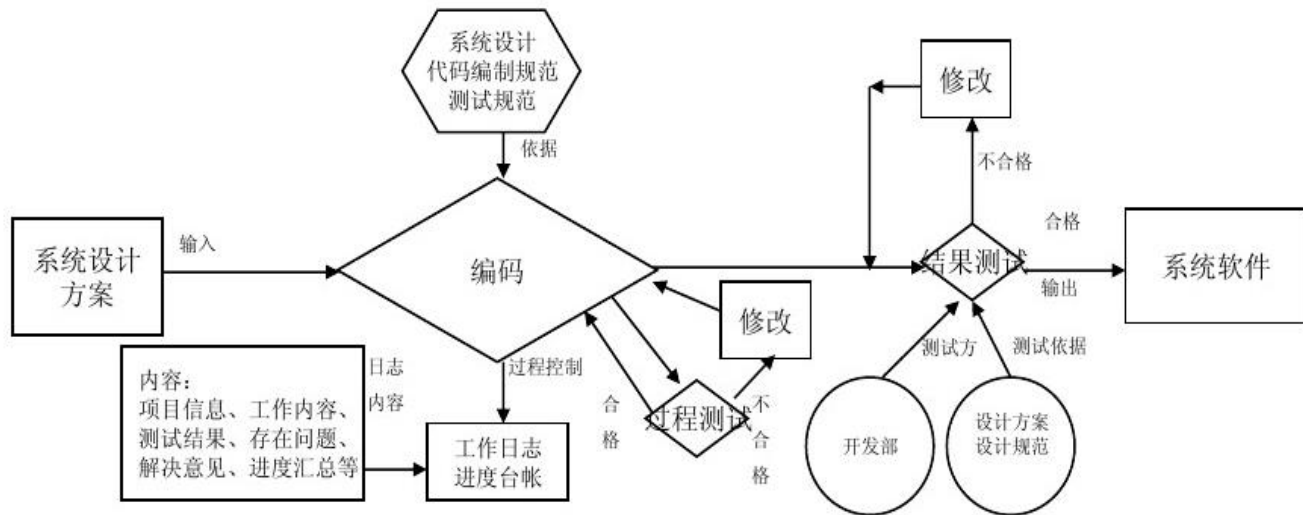 系统设计
代码编制规范
测试规范
依据
修改
不合格
系统设计
方案
输入
编码
结果测试
合格
输出
系统软件
修改
过程控制
日志
内容
内容：
项目信息、工作内容、
测试结果、存在问题、
解决意见、进度汇总等
工作日志
进度台帐
合
格
过程测试
不
合
格
测试方
测试依据
开发部
设计方案
设计规范